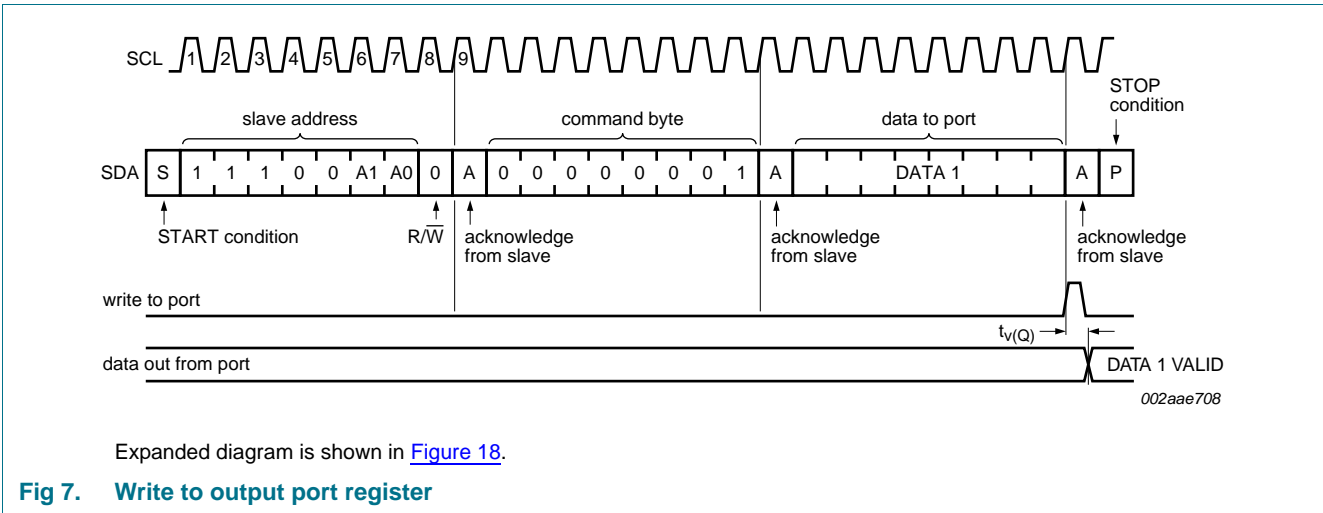 SCL 1 2 3 4 5 6 7 8 9
STOP
condition
slave address command byte data to port
SDA S 1 1 1 0 0 A1 A0 0 A 0 0 0 0 0 0 0 1 A DATA 1 A P
START condition R/W̅ acknowledge
from slave acknowledge
from slave acknowledge
from slave
write to port
tv(Q)
data out from port DATA 1 VALID
002aae708
Expanded diagram is shown in Figure 18.
Fig 7. Write to output port register